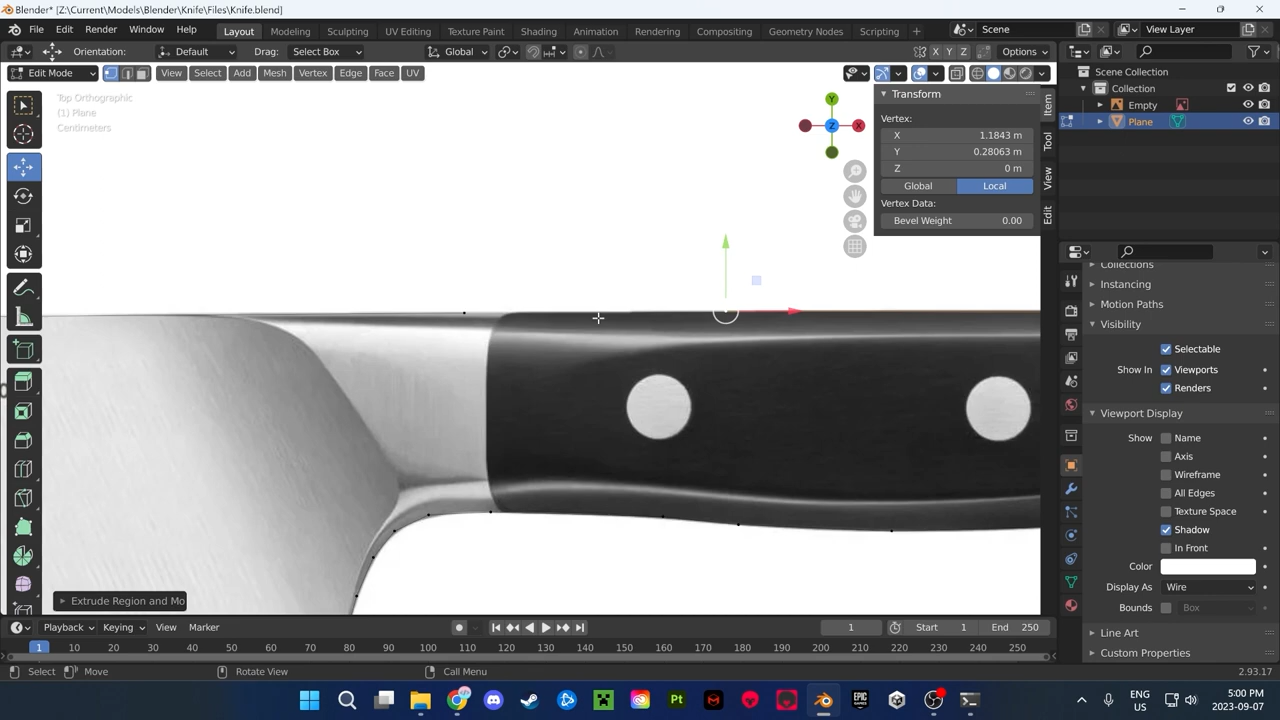 Blender* [Z:\Current\Models\Blender\Knife\Files\Knife.blend]
File Edit Render Window Help Layout Modeling Sculpting UV Editing Texture Paint Shading Animation Rendering Compositing Geometry Nodes Scripting + Scene View Layer
Orientation: Default Drag: Select Box Global X Y Z Options
Edit Mode View Select Add Mesh Vertex Edge Face UV
Scene Collection
Collection
Empty
Plane
Top Orthographic
(1) Plane
Centimeters
Y
Z X
Transform
Vertex:
X 1.1843 m
Y 0.28063 m
Z 0 m
Global Local
Vertex Data:
Bevel Weight 0.00
Item
Tool
View
Edit
Collections
Instancing
Motion Paths
Visibility
Selectable
Show In Viewports
Renders
Viewport Display
Show Name
Axis
Wireframe
All Edges
Texture Space
Shadow
In Front
Color
Display As Wire
Bounds Box
Line Art
Custom Properties
Extrude Region and Mo
Playback Keying View Marker 1 Start 1 End 250
1 10 20 30 40 50 60 70 80 90 100 110 120 130 140 150 160 170 180 190 200 210 220 230 240 250
Select Move Rotate View Call Menu 2.93.17
Pt
ENG
US
5:00 PM
2023-09-07